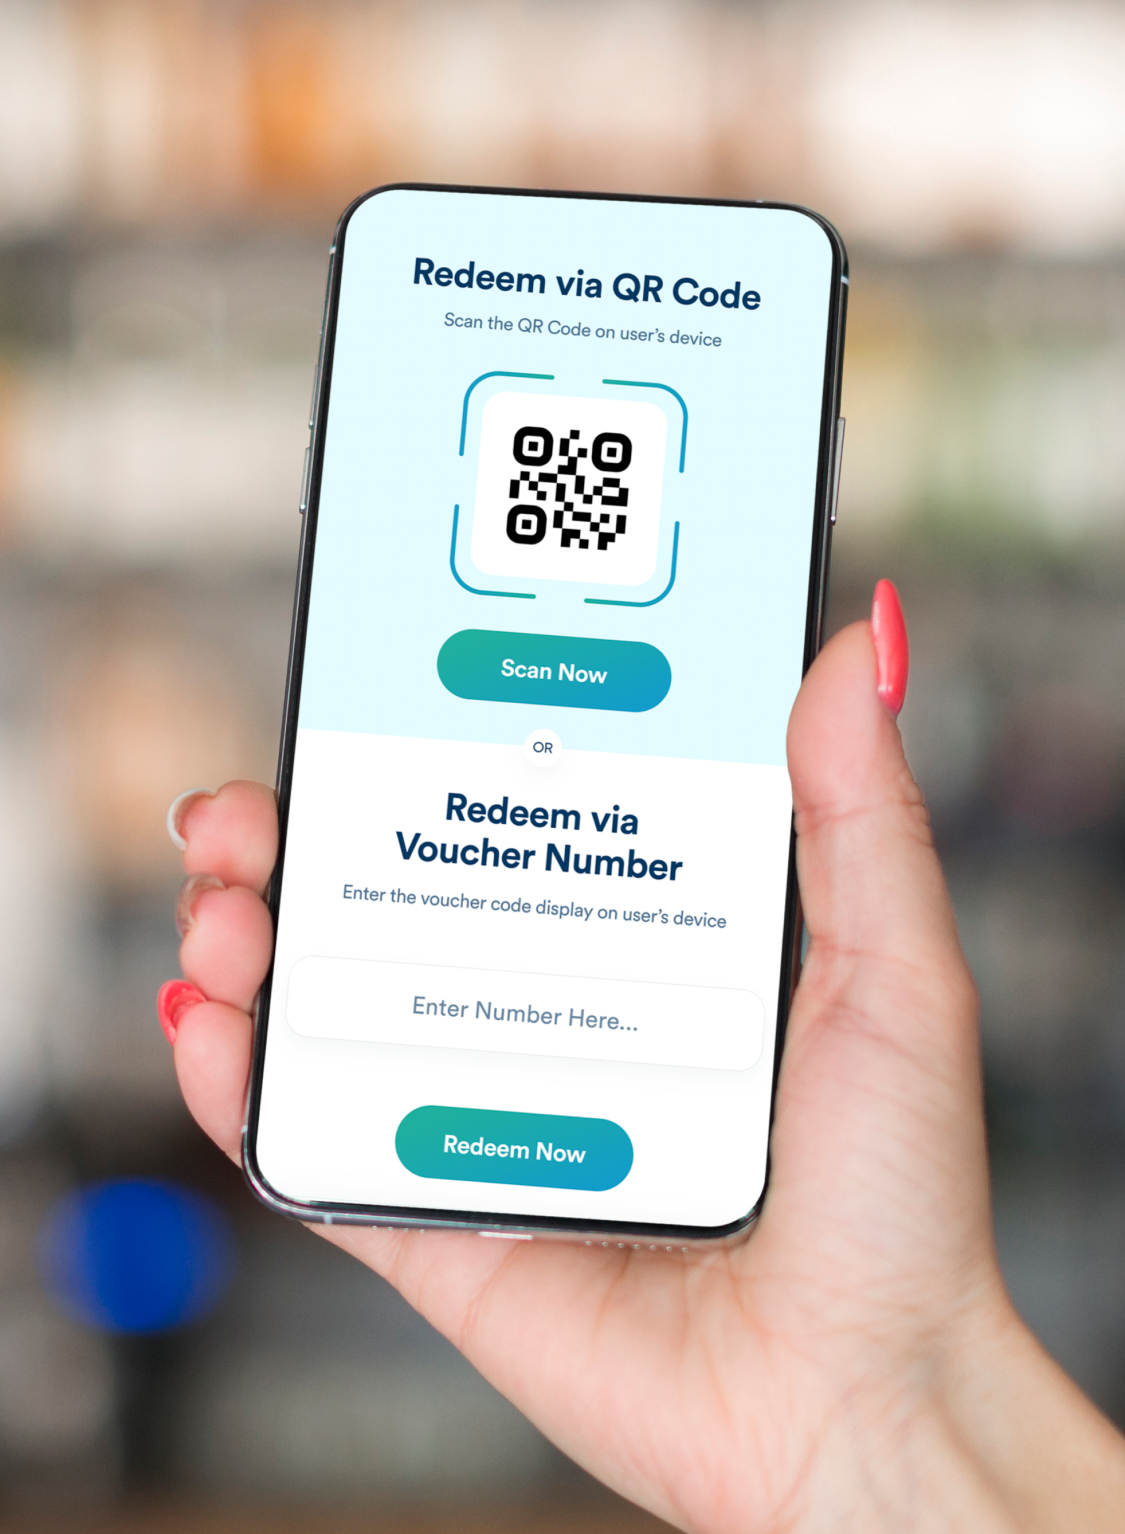 Redeem via QR Code
Scan the QR Code on user's device
Scan Now
OR
Redeem via
Voucher Number
Enter the voucher code display on user's device
Enter Number Here...
Redeem Now